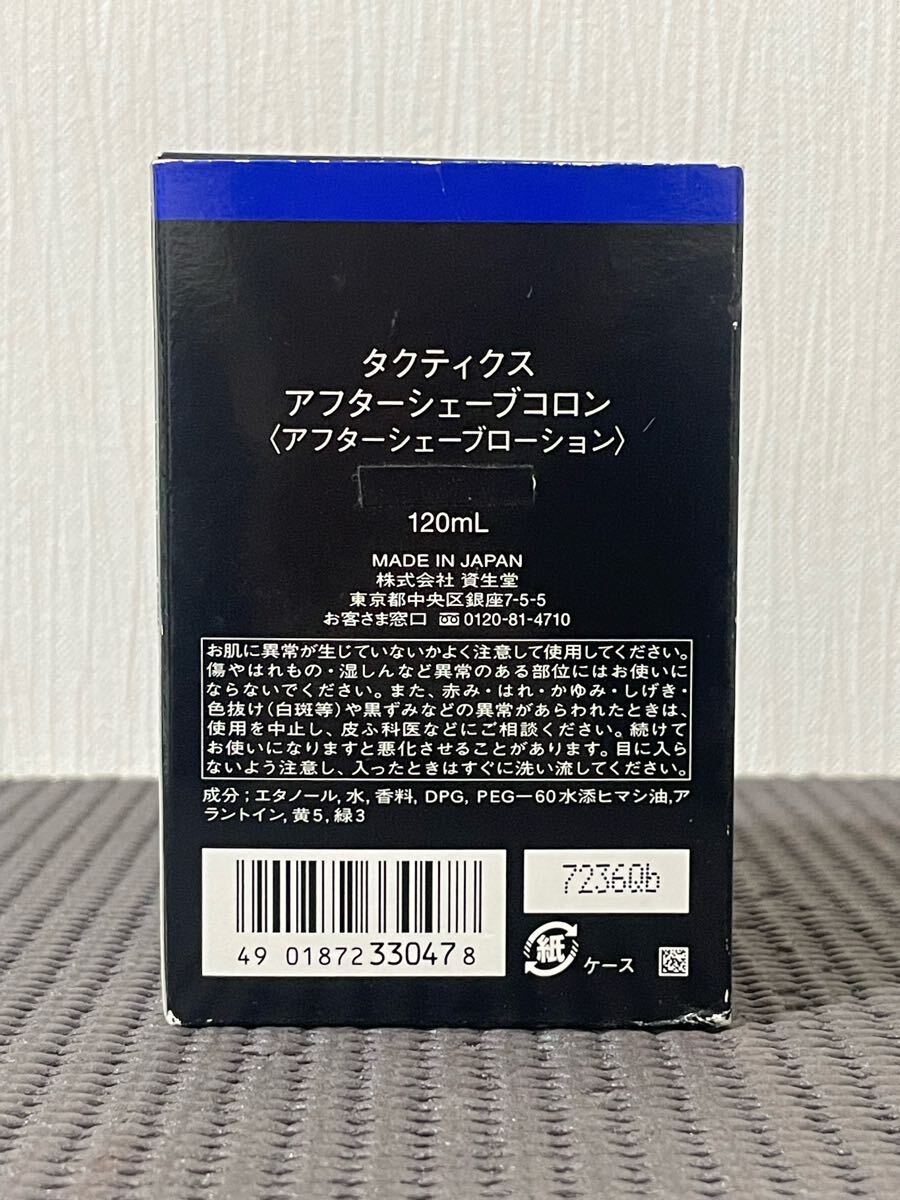 タクティクス
アフターシェーブコロン
〈アフターシェーブローション〉
120mL
MADE IN JAPAN
株式会社 資生堂
東京都中央区銀座7-5-5
お客さま窓口 0120-81-4710
お肌に異常が生じていないかよく注意して使用してください。
傷やはれもの・湿しんなど異常のある部位にはお使いに
ならないでください。また、赤み・はれ・かゆみ・しげき・
色抜け(白斑等)や黒ずみなどの異常があらわれたときは、
使用を中止し、皮ふ科医などにご相談ください。続けて
お使いになりますと悪化させることがあります。目に入ら
ないよう注意し、入ったときはすぐに洗い流してください。
成分;エタノール,水,香料,DPG,PEG-60水添ヒマシ油,ア
ラントイン,黄5,緑3
7236Qb
49 01872 330478
紙 ケース